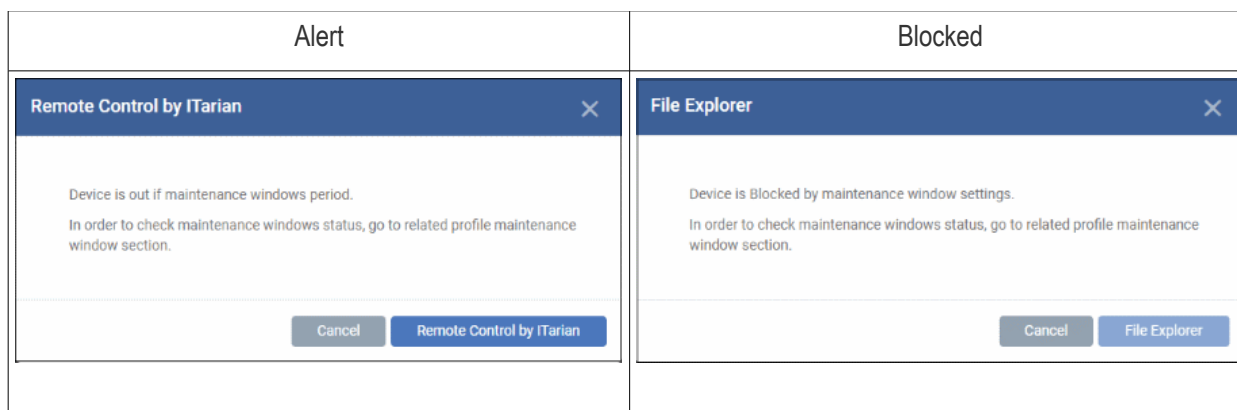 Alert
Blocked
Remote Control by ITarian
Device is out if maintenance windows period.
In order to check maintenance windows status, go to related profile maintenance
window section.
Cancel
Remote Control by ITarian
File Explorer
Device is Blocked by maintenance window settings.
In order to check maintenance windows status, go to related profile maintenance
window section.
Cancel
File Explorer